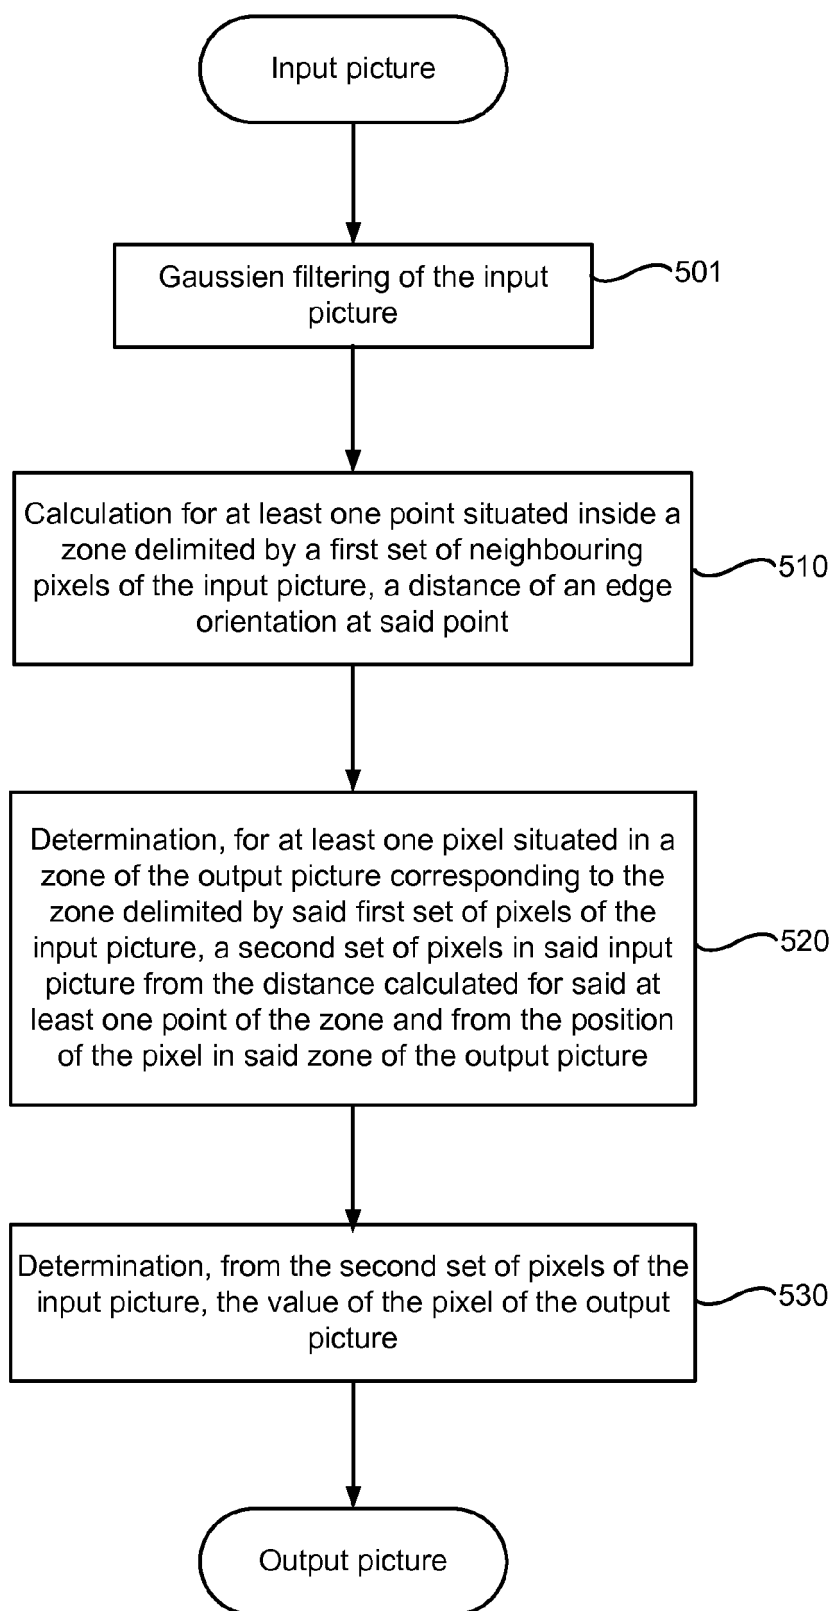 Input picture
Gaussien filtering of the input
picture
501
Calculation for at least one point situated inside a
zone delimited by a first set of neighbouring
pixels of the input picture, a distance of an edge
orientation at said point
510
Determination, for at least one pixel situated in a
zone of the output picture corresponding to the
zone delimited by said first set of pixels of the
input picture, a second set of pixels in said input
picture from the distance calculated for said at
least one point of the zone and from the position
of the pixel in said zone of the output picture
520
Determination, from the second set of pixels of the
input picture, the value of the pixel of the output
picture
530
Output picture